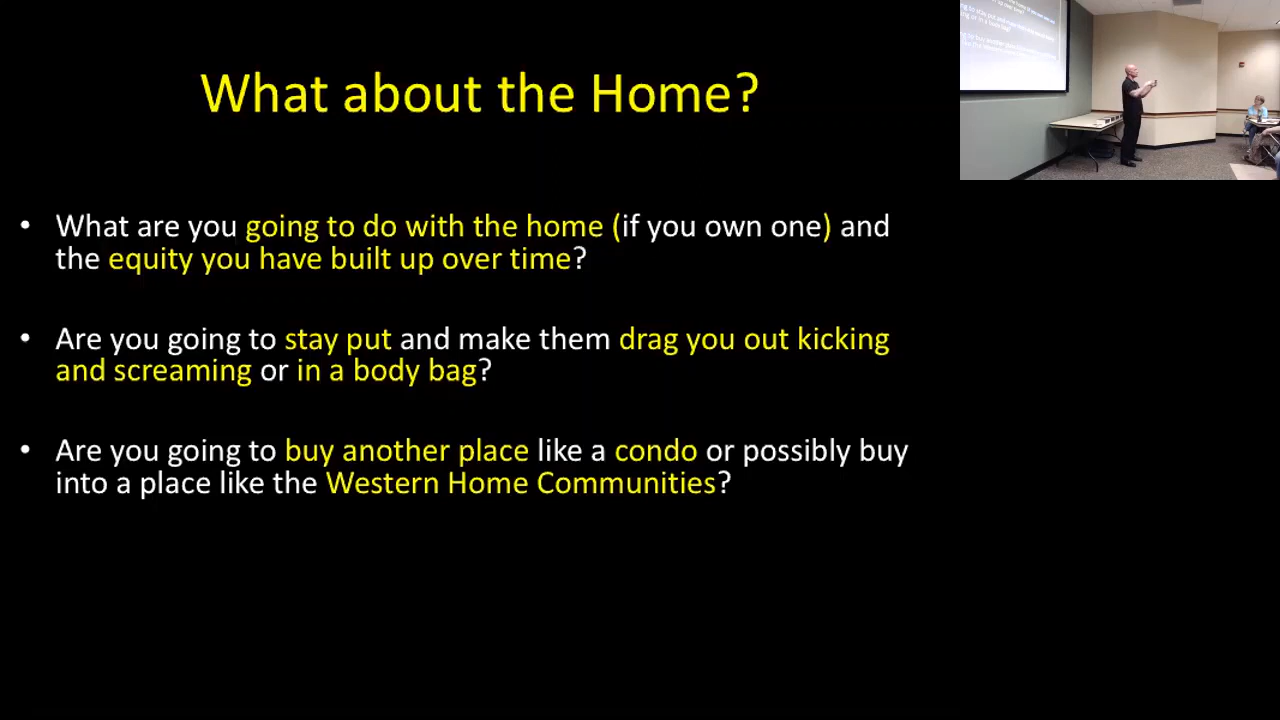 What about the Home?
• What are you going to do with the home (if you own one) and
the equity you have built up over time?
• Are you going to stay put and make them drag you out kicking
and screaming or in a body bag?
• Are you going to buy another place like a condo or possibly buy
into a place like the Western Home Communities?